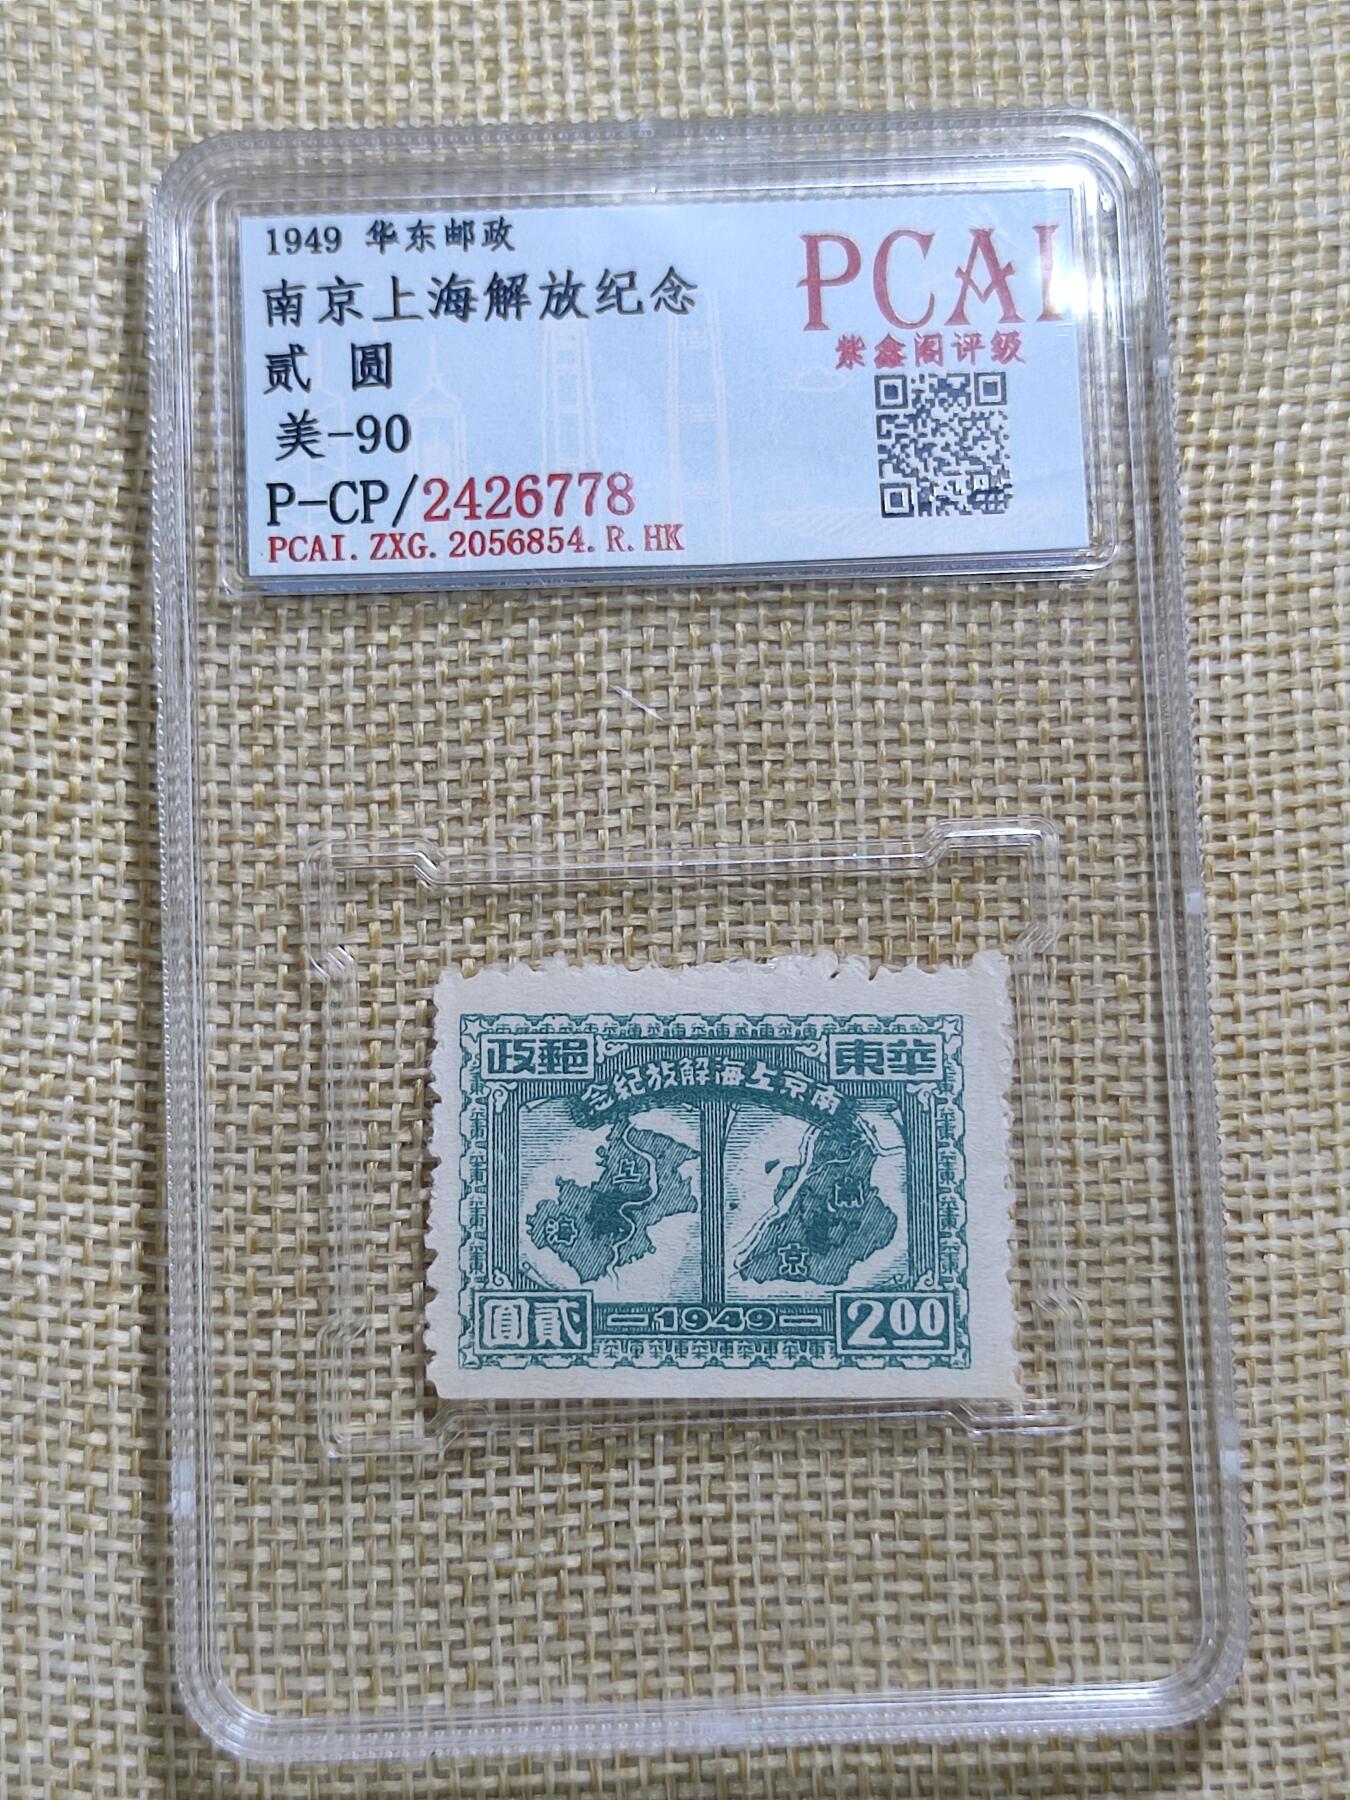 1949 华东邮政
南京上海解放纪念
贰 圆
美-90
P-CP/2426778
PCAI.ZXG.2056854.R.HK
PCAI
紫鑫阁评级
華東
郵政
南京上海解放紀念
上海
南京
貳圓
1949
200